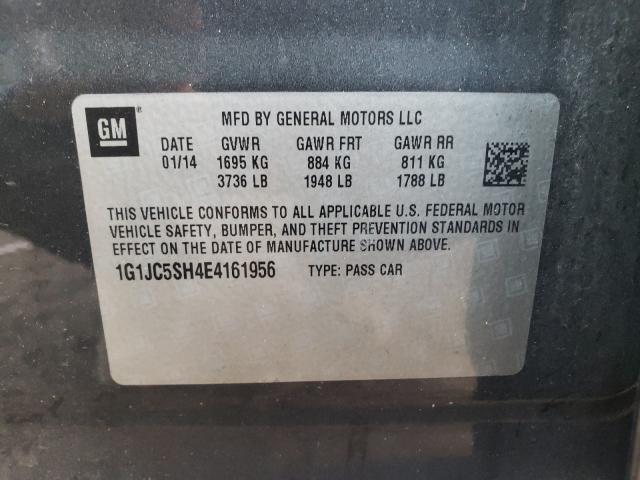 GM
MFD BY GENERAL MOTORS LLC
DATE GVWR GAWR FRT GAWR RR
01/14 1695 KG 884 KG 811 KG
3736 LB 1948 LB 1788 LB
THIS VEHICLE CONFORMS TO ALL APPLICABLE U.S. FEDERAL MOTOR
VEHICLE SAFETY, BUMPER, AND THEFT PREVENTION STANDARDS IN
EFFECT ON THE DATE OF MANUFACTURE SHOWN ABOVE.
1G1JC5SH4E4161956 TYPE: PASS CAR